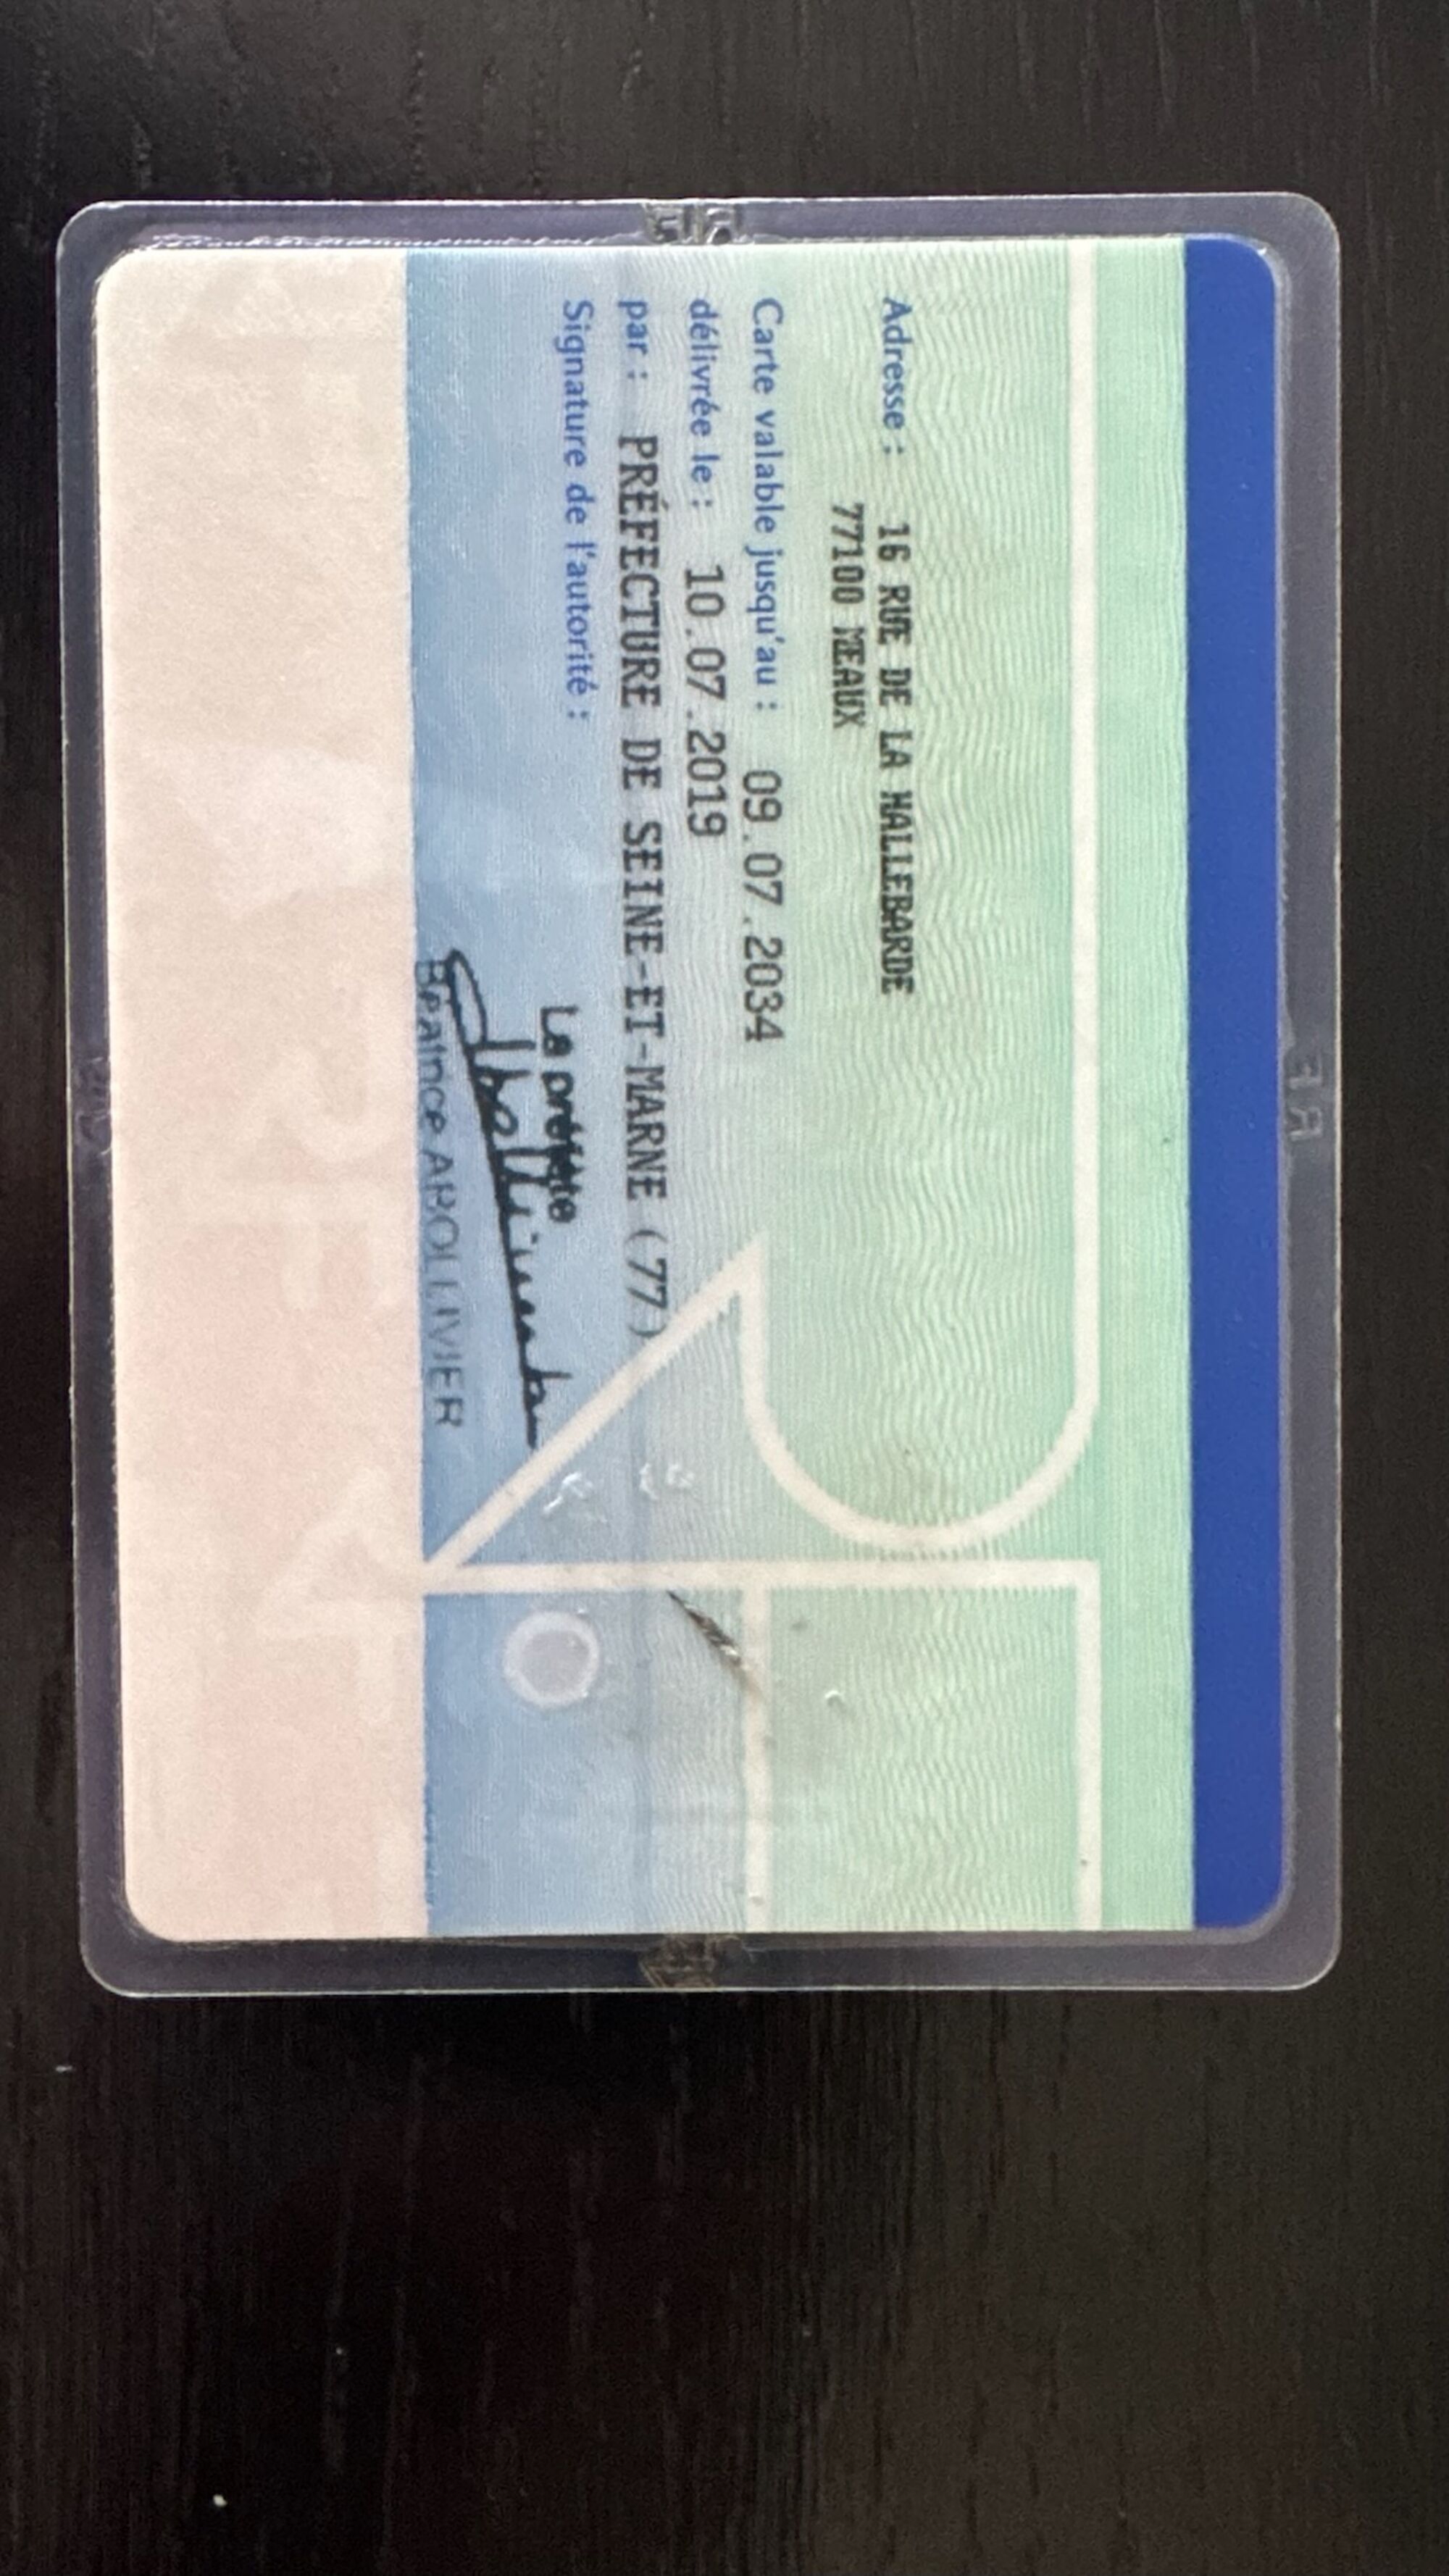 Adresse : 16 RUE DE LA HALLEBARDE
77100 MEAUX
Carte valable jusqu'au : 09.07.2034
délivrée le : 10.07.2019
par : PRÉFECTURE DE SEINE-ET-MARNE (77)
Signature de l'autorité :
La préfète
Béatrice ABOLLIVIER